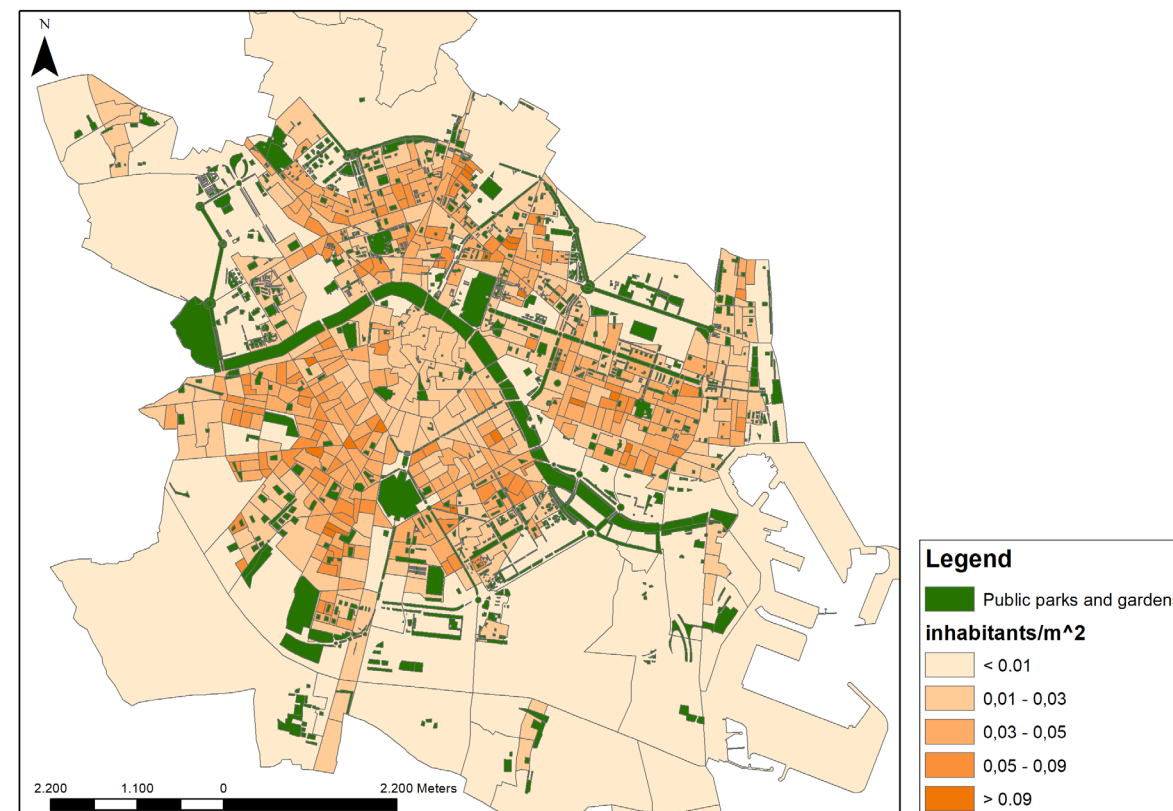 N
2.200 1.100 0 2.200 Meters
Legend
Public parks and gardens
inhabitants/m^2
< 0.01
0,01 - 0,03
0,03 - 0,05
0,05 - 0,09
> 0.09